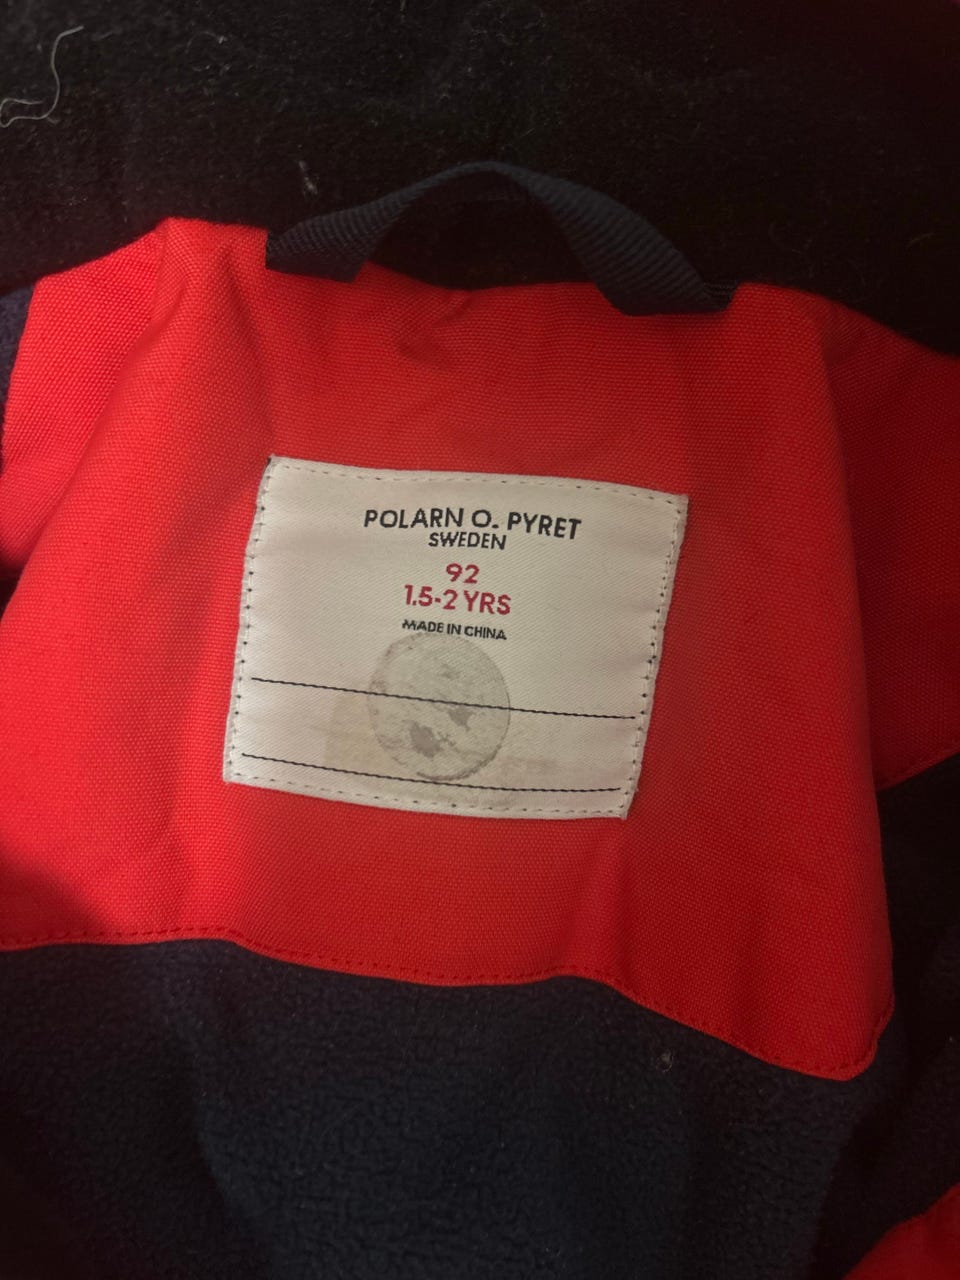 POLARN O. PYRET
SWEDEN
92
1.5-2 YRS
MADE IN CHINA